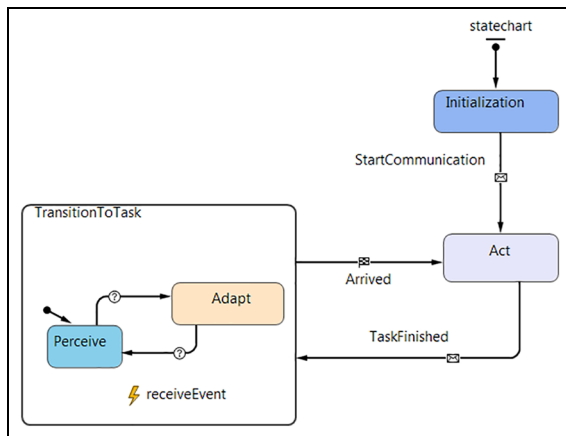 statechart
Initialization
StartCommunication
TransitionToTask
Act
Arrived
Adapt
Perceive
TaskFinished
receiveEvent